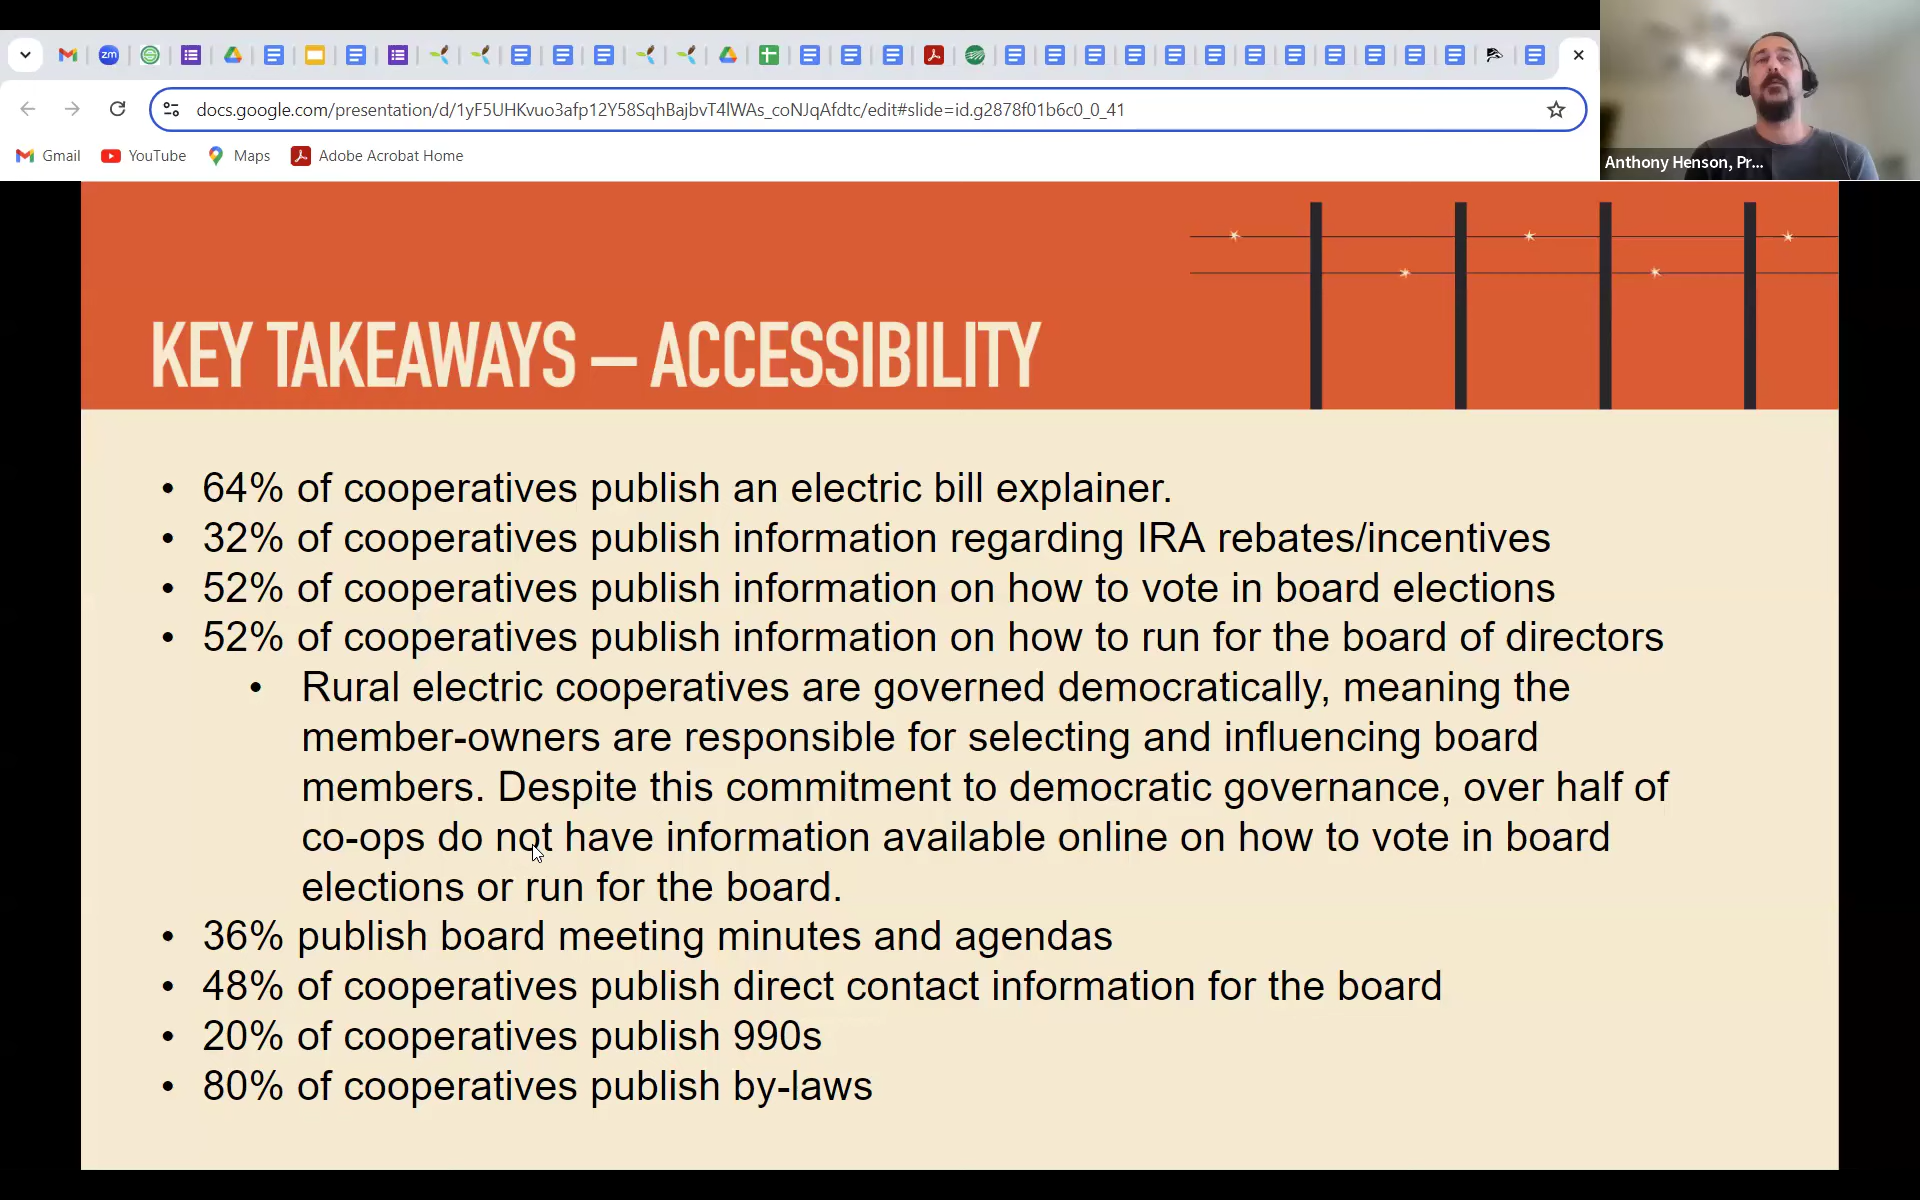 zm
docs.google.com/presentation/d/1yF5UHKvuo3afp12Y58SqhBajbvT4lWAs_coNJqAfdtc/edit#slide=id.g2878f01b6c0_0_41
Gmail YouTube Maps Adobe Acrobat Home
Anthony Henson, Pr...
KEY TAKEAWAYS – ACCESSIBILITY
• 64% of cooperatives publish an electric bill explainer.
• 32% of cooperatives publish information regarding IRA rebates/incentives
• 52% of cooperatives publish information on how to vote in board elections
• 52% of cooperatives publish information on how to run for the board of directors
• Rural electric cooperatives are governed democratically, meaning the
member-owners are responsible for selecting and influencing board
members. Despite this commitment to democratic governance, over half of
co-ops do not have information available online on how to vote in board
elections or run for the board.
• 36% publish board meeting minutes and agendas
• 48% of cooperatives publish direct contact information for the board
• 20% of cooperatives publish 990s
• 80% of cooperatives publish by-laws